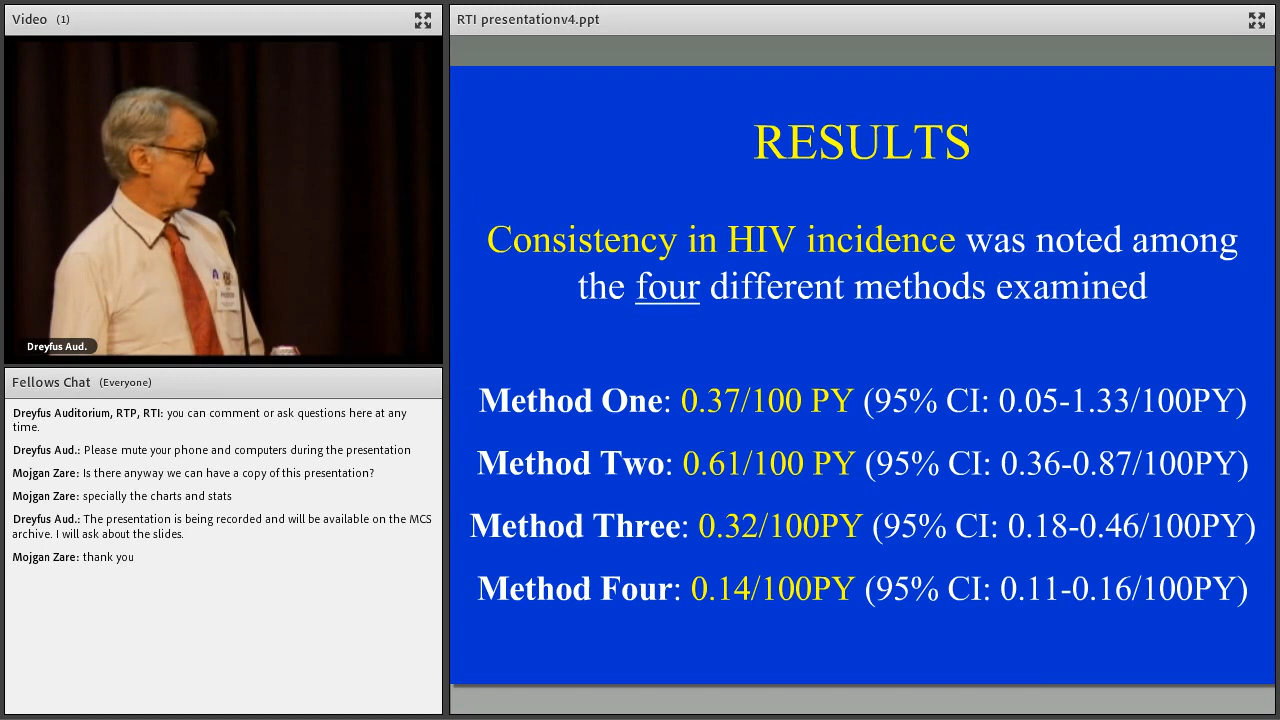 Video (1)
Dreyfus Aud.
Fellows Chat (Everyone)
Dreyfus Auditorium, RTP, RTI: you can comment or ask questions here at any
time.
Dreyfus Aud.: Please mute your phone and computers during the presentation
Mojgan Zare: Is there anyway we can have a copy of this presentation?
Mojgan Zare: specially the charts and stats
Dreyfus Aud.: The presentation is being recorded and will be available on the MCS
archive. I will ask about the slides.
Mojgan Zare: thank you
RTI presentationv4.ppt
RESULTS
Consistency in HIV incidence was noted among
the four different methods examined
Method One: 0.37/100 PY (95% CI: 0.05-1.33/100PY)
Method Two: 0.61/100 PY (95% CI: 0.36-0.87/100PY)
Method Three: 0.32/100PY (95% CI: 0.18-0.46/100PY)
Method Four: 0.14/100PY (95% CI: 0.11-0.16/100PY)